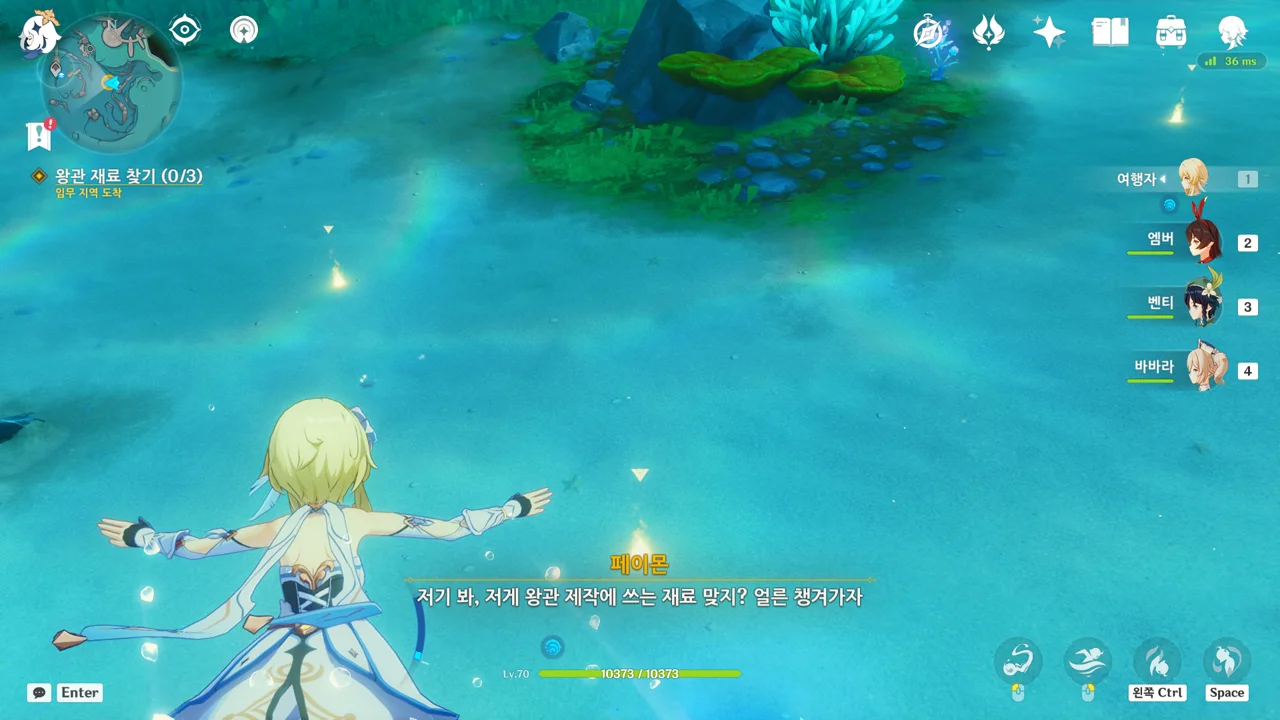 N
36 ms
왕관 재료 찾기 (0/3)
임무 지역 도착
여행자
1
엠버
2
벤티
3
바바라
4
페이몬
저기 봐, 저게 왕관 제작에 쓰는 재료 맞지? 얼른 챙겨가자
Lv.70
10373 / 10373
Enter
왼쪽 Ctrl
Space